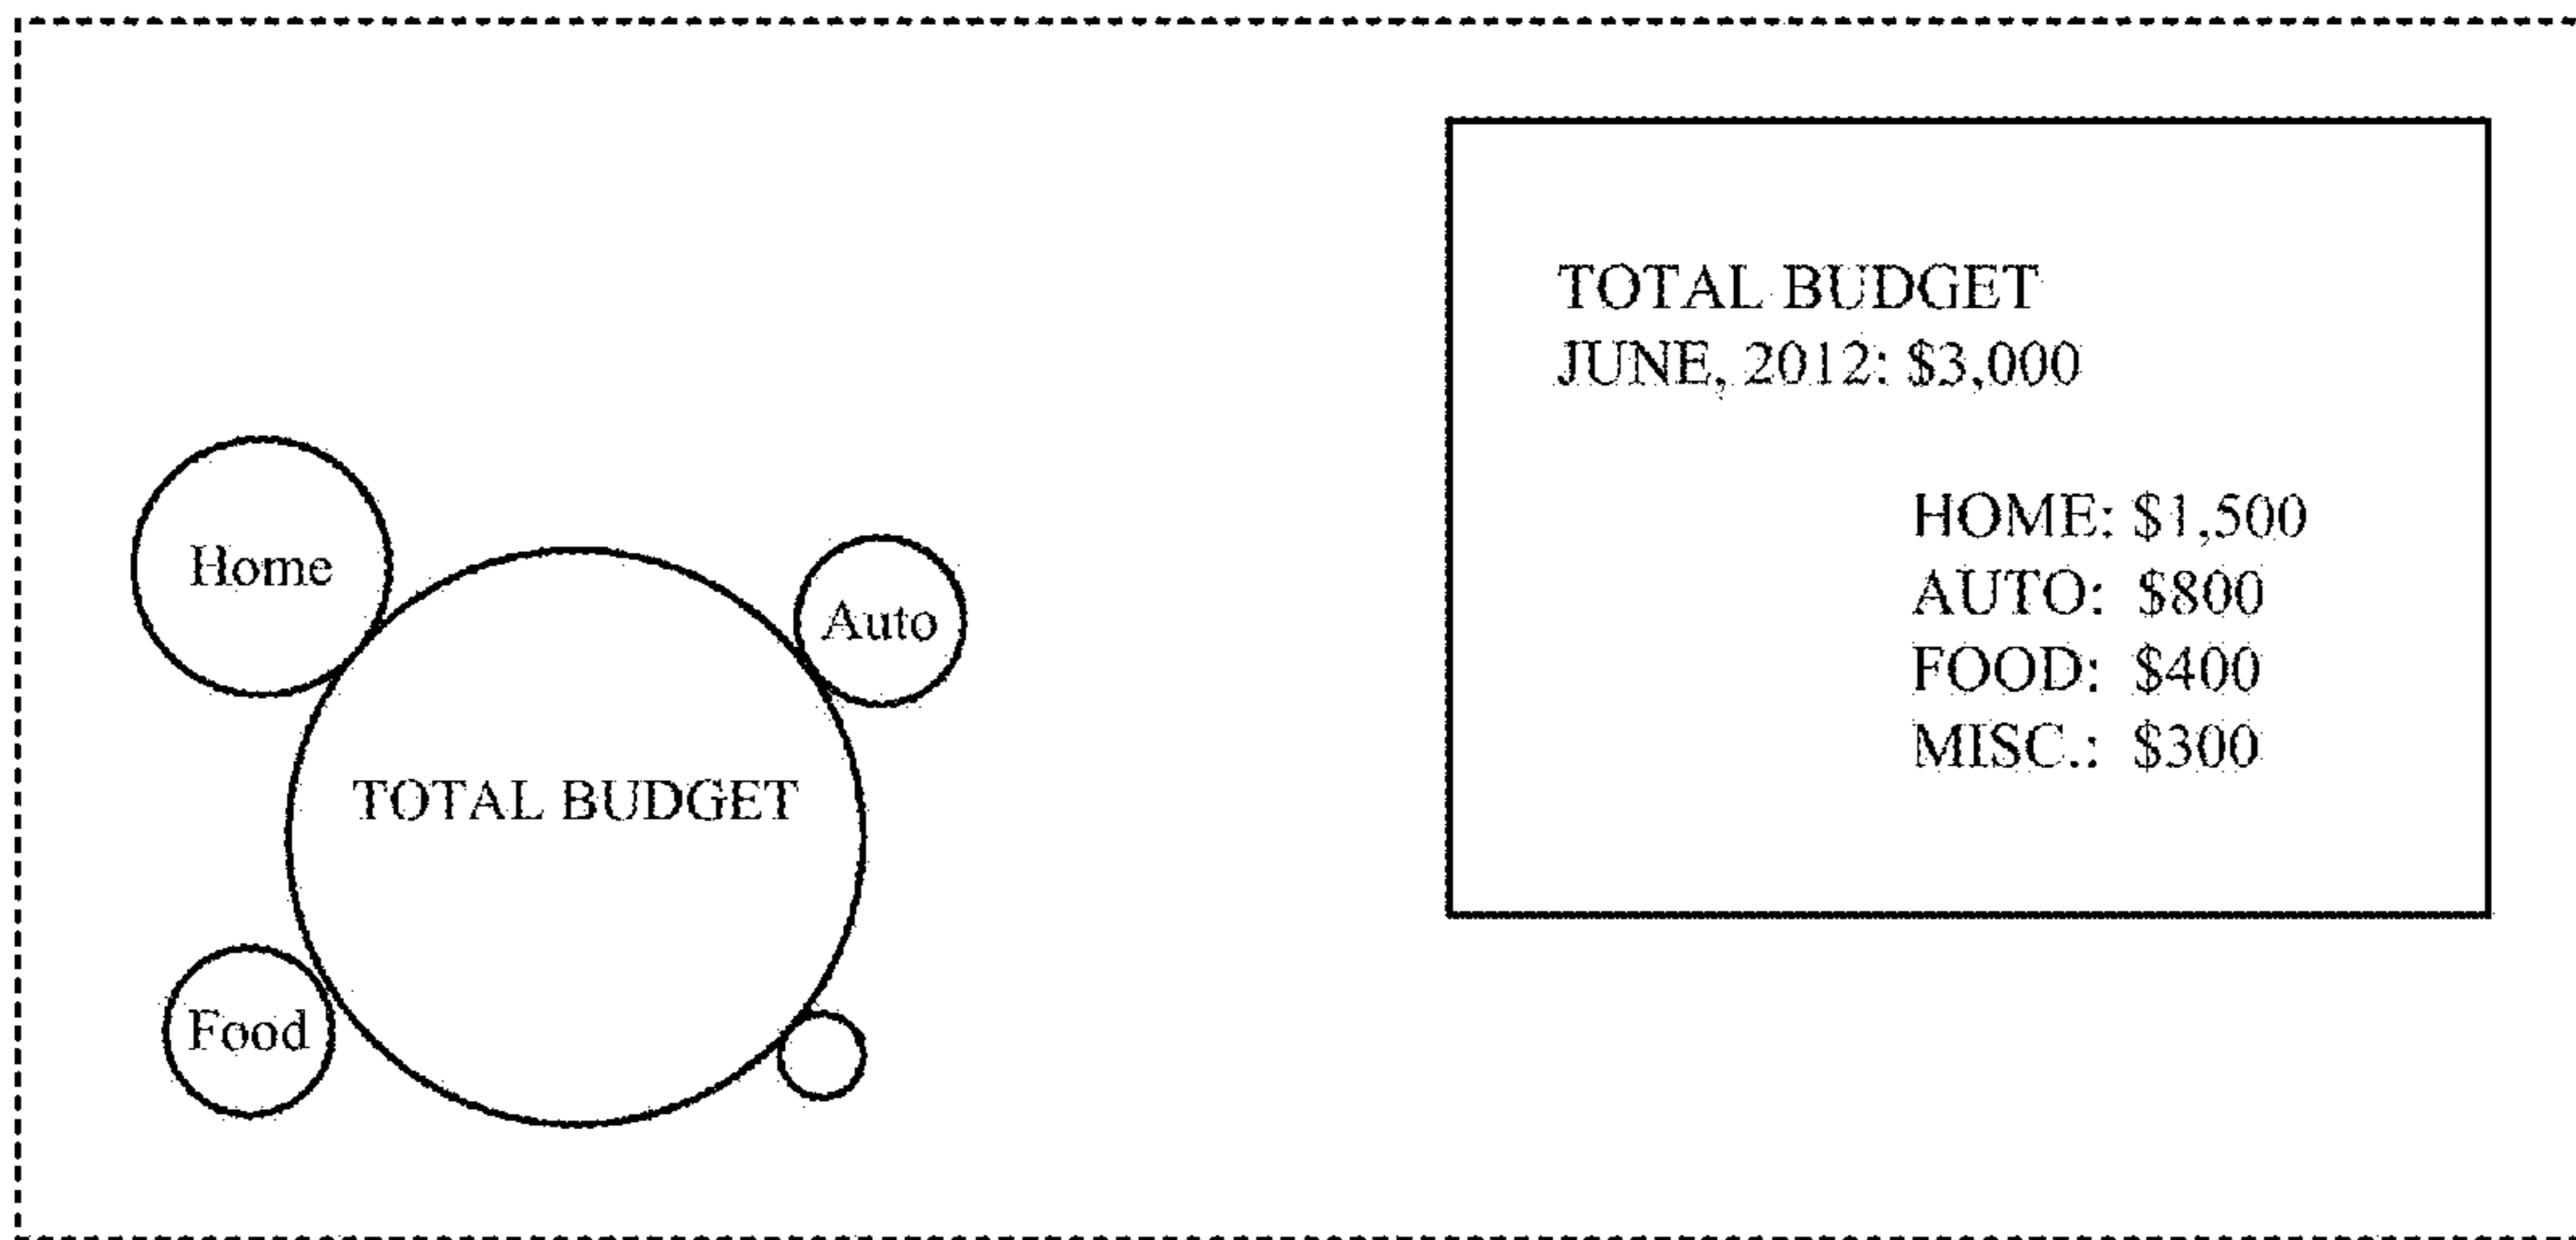 Home
Auto
TOTAL BUDGET
Food
TOTAL BUDGET
JUNE, 2012: $3,000
HOME: $1,500
AUTO: $800
FOOD: $400
MISC.: $300